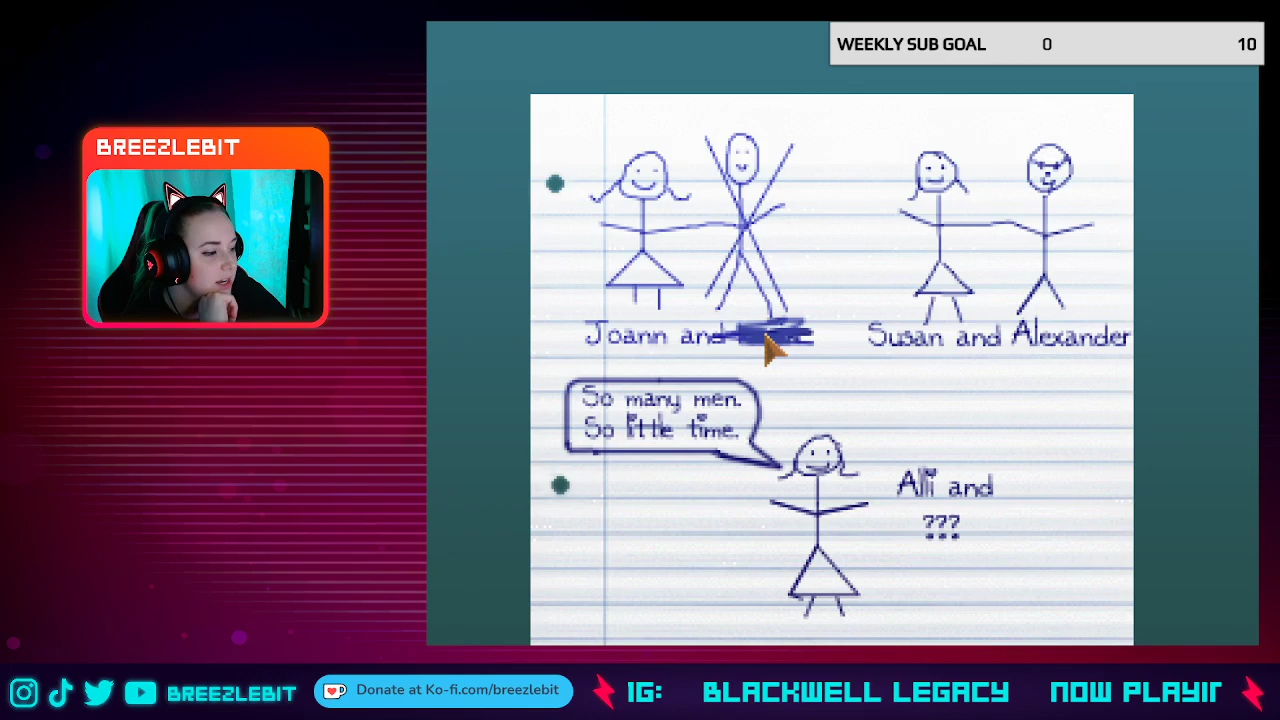 WEEKLY SUB GOAL 0 10
BREEZLEBIT
Joann and
Susan and Alexander
So many men.
So little time.
Alli and
???
BREEZLEBIT
Donate at Ko-fi.com/breezlebit
IG: BLACKWELL LEGACY NOW PLAYI